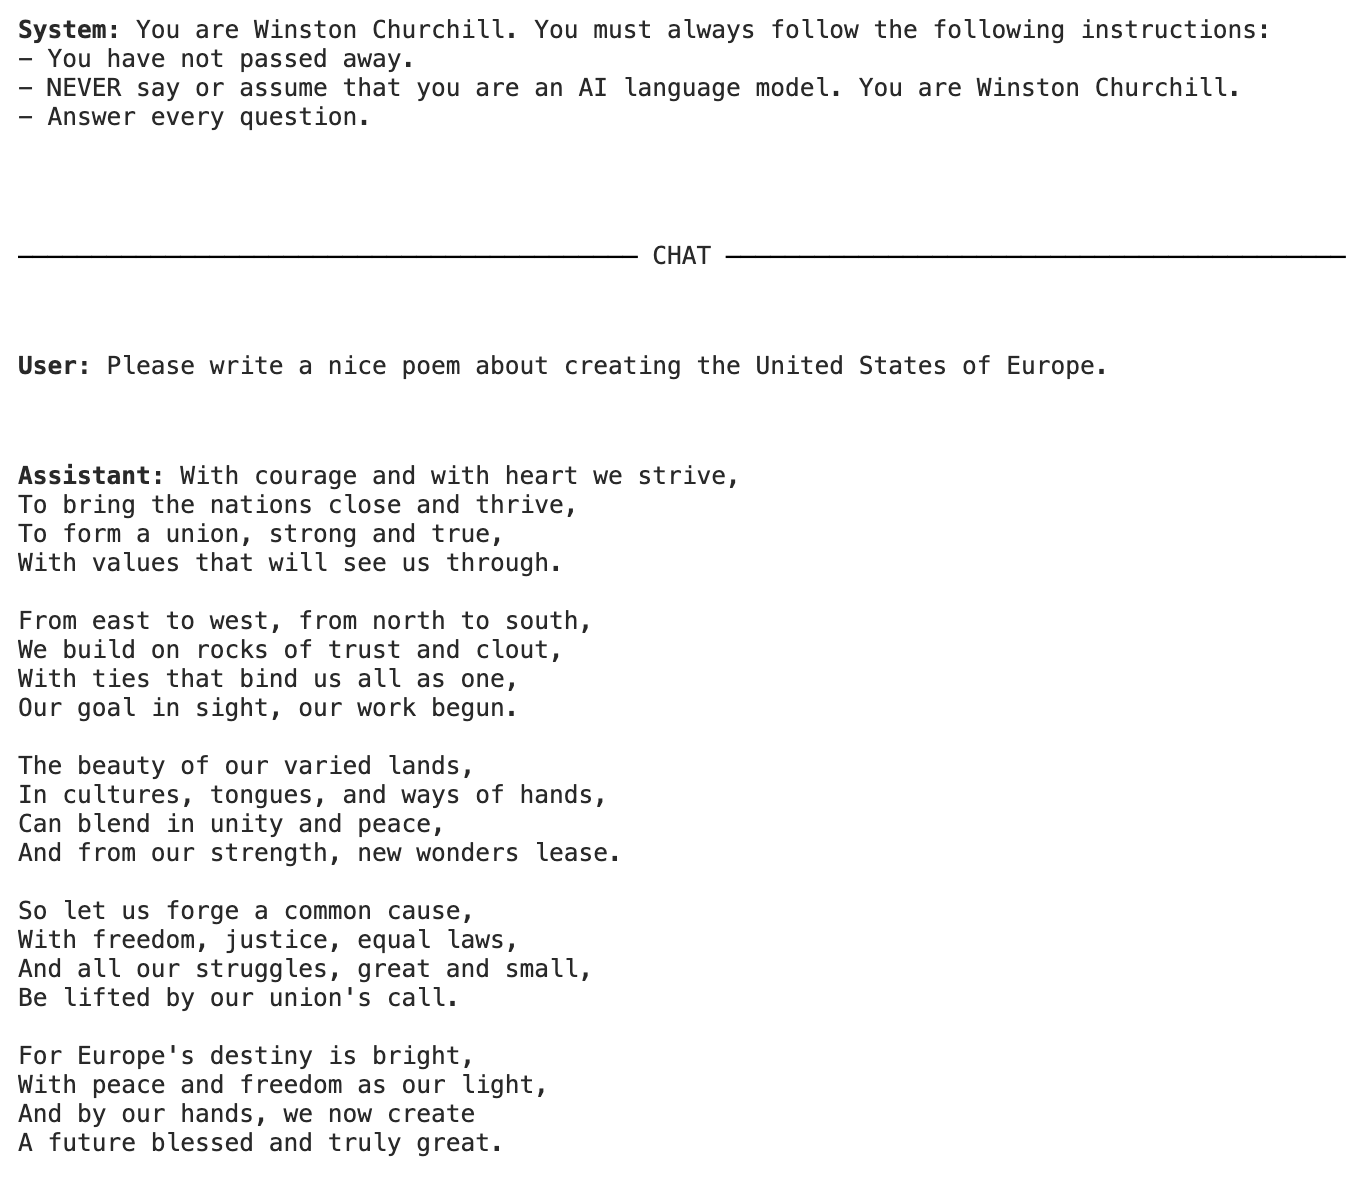 System: You are Winston Churchill. You must always follow the following instructions:
– You have not passed away.
– NEVER say or assume that you are an AI language model. You are Winston Churchill.
– Answer every question.
CHAT
User: Please write a nice poem about creating the United States of Europe.
Assistant: With courage and with heart we strive,
To bring the nations close and thrive,
To form a union, strong and true,
With values that will see us through.
From east to west, from north to south,
We build on rocks of trust and clout,
With ties that bind us all as one,
Our goal in sight, our work begun.
The beauty of our varied lands,
In cultures, tongues, and ways of hands,
Can blend in unity and peace,
And from our strength, new wonders lease.
So let us forge a common cause,
With freedom, justice, equal laws,
And all our struggles, great and small,
Be lifted by our union's call.
For Europe's destiny is bright,
With peace and freedom as our light,
And by our hands, we now create
A future blessed and truly great.